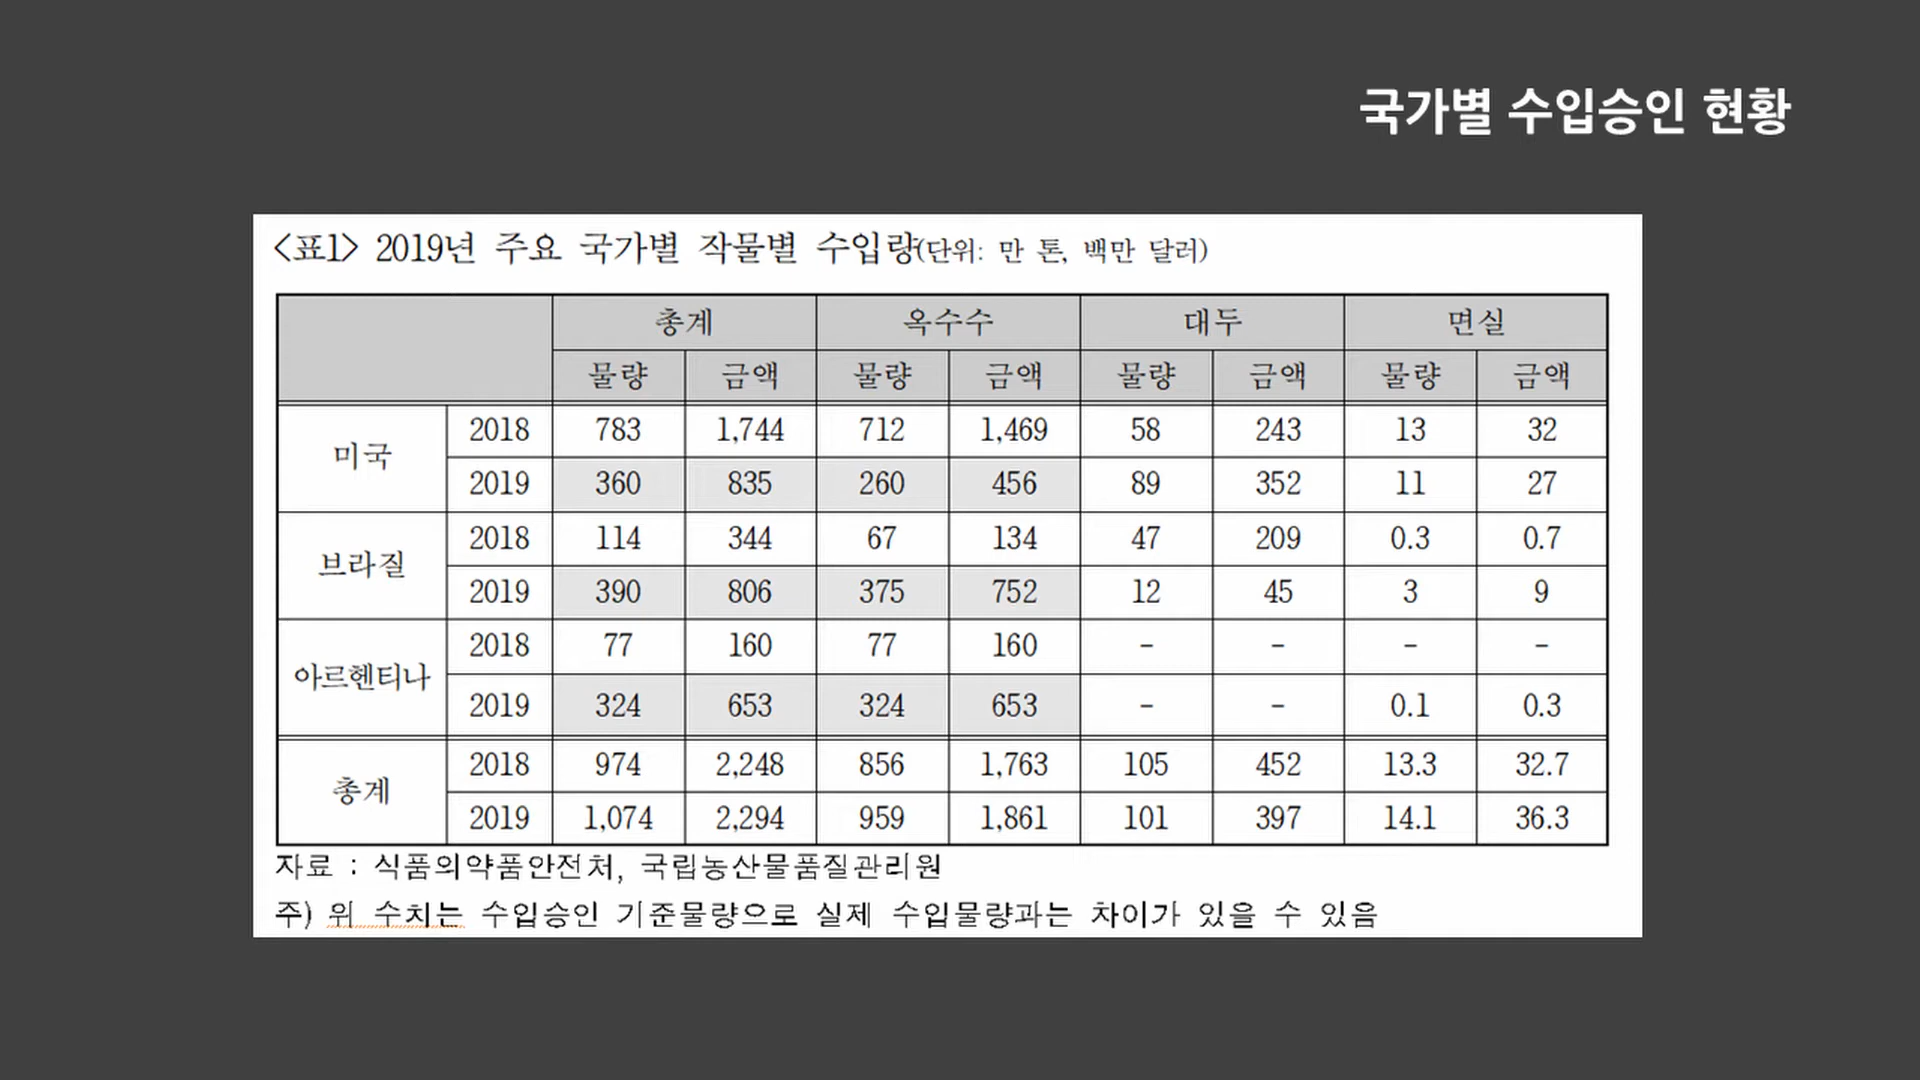 국가별 수입승인 현황
<표1> 2019년 주요 국가별 작물별 수입량(단위: 만 톤, 백만 달러)
총계 옥수수 대두 면실
물량 금액 물량 금액 물량 금액 물량 금액
미국 2018 783 1,744 712 1,469 58 243 13 32
2019 360 835 260 456 89 352 11 27
브라질 2018 114 344 67 134 47 209 0.3 0.7
2019 390 806 375 752 12 45 3 9
아르헨티나 2018 77 160 77 160 - - - -
2019 324 653 324 653 - - 0.1 0.3
총계 2018 974 2,248 856 1,763 105 452 13.3 32.7
2019 1,074 2,294 959 1,861 101 397 14.1 36.3
자료 : 식품의약품안전처, 국립농산물품질관리원
주) 위 수치는 수입승인 기준물량으로 실제 수입물량과는 차이가 있을 수 있음